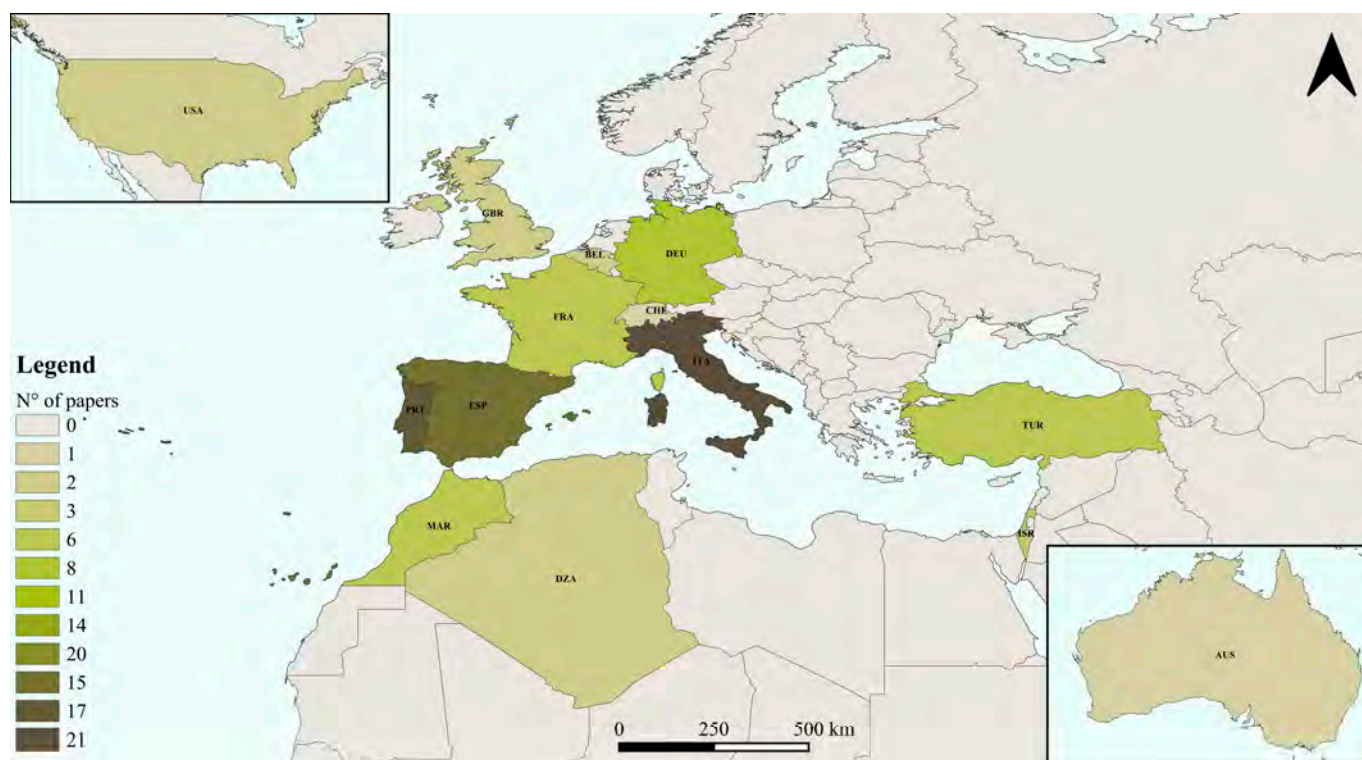 USA
GBR
BEL
DEU
CHE
FRA
ITA
PRT
ESP
TUR
MAR
ISR
DZA
AUS
Legend
N° of papers
0
1
2
3
6
8
11
14
20
15
17
21
0 250 500 km